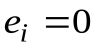 e_i = 0